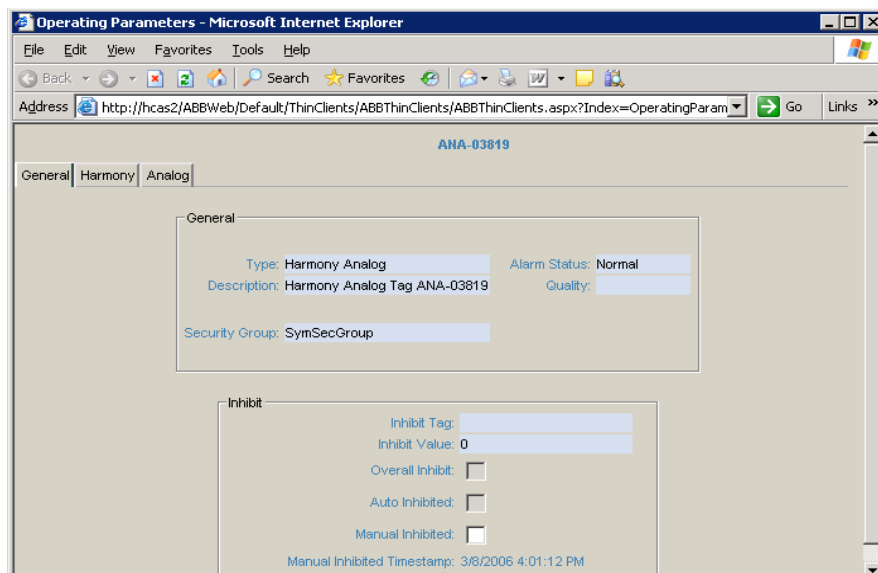 Operating Parameters - Microsoft Internet Explorer
File Edit View Favorites Tools Help
Back Search Favorites
Address http://hcas2/ABBWeb/Default/ThinClients/ABBThinClients/ABBThinClients.aspx?Index=OperatingParam Go Links »
ANA-03819
General Harmony Analog
General
Type: Harmony Analog Alarm Status: Normal
Description: Harmony Analog Tag ANA-03819 Quality:
Security Group: SymSecGroup
Inhibit
Inhibit Tag:
Inhibit Value: 0
Overall Inhibit:
Auto Inhibited:
Manual Inhibited:
Manual Inhibited Timestamp: 3/8/2006 4:01:12 PM